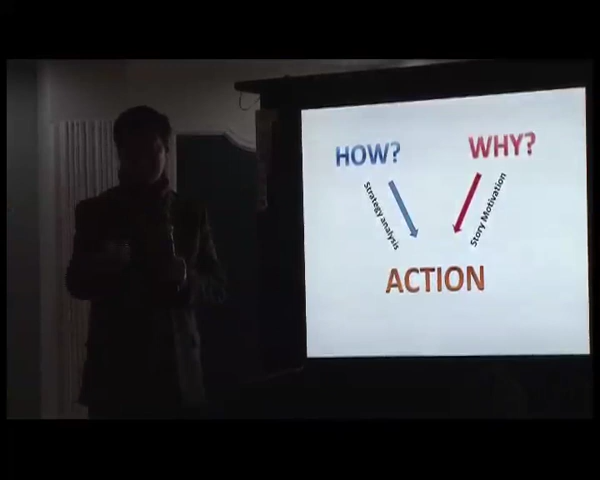 HOW?
WHY?
Strategy analysis
Story Motivation
ACTION